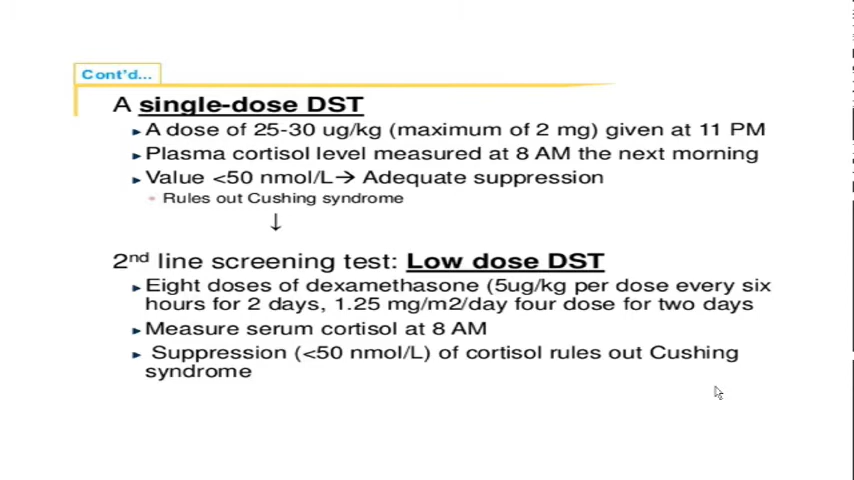 Cont'd...
A single-dose DST
A dose of 25-30 ug/kg (maximum of 2 mg) given at 11 PM
Plasma cortisol level measured at 8 AM the next morning
Value <50 nmol/L→ Adequate suppression
Rules out Cushing syndrome
↓
2nd line screening test: Low dose DST
Eight doses of dexamethasone (5ug/kg per dose every six
hours for 2 days, 1.25 mg/m2/day four dose for two days
Measure serum cortisol at 8 AM
Suppression (<50 nmol/L) of cortisol rules out Cushing
syndrome